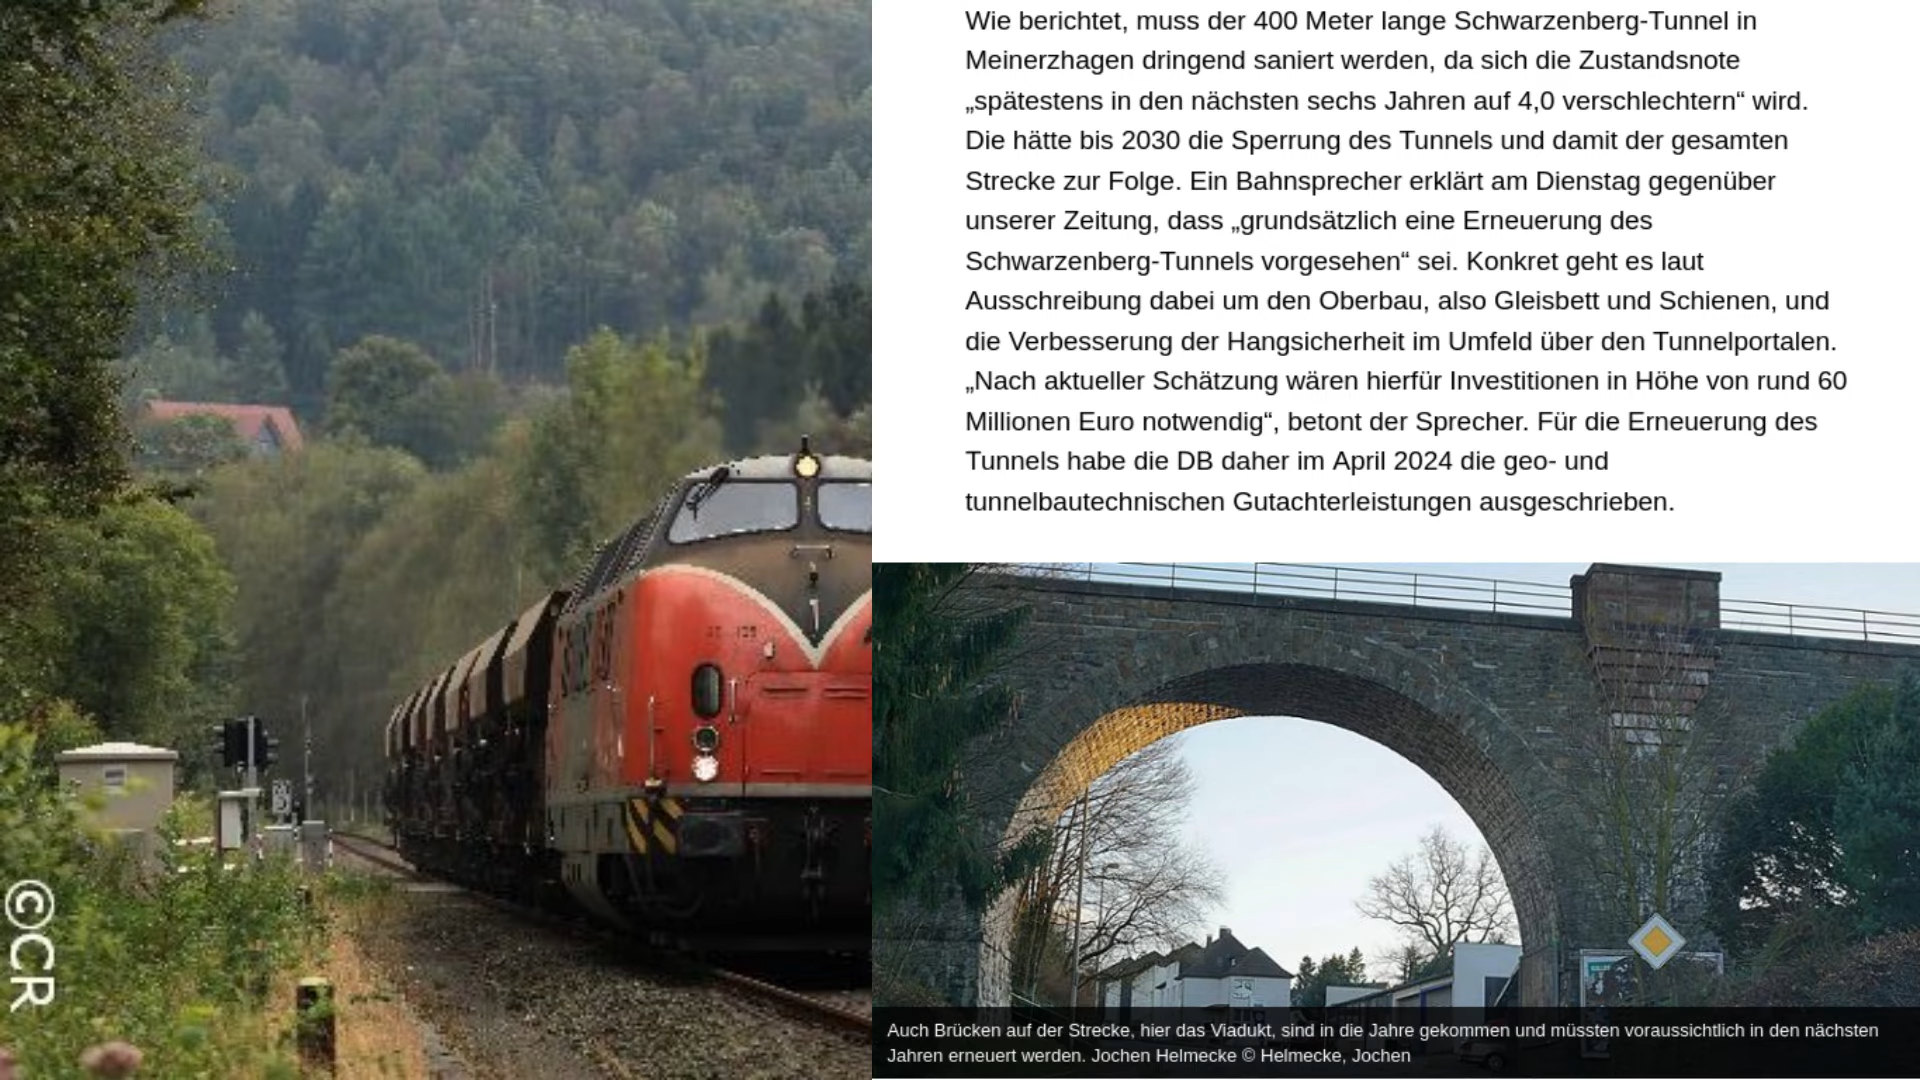 Wie berichtet, muss der 400 Meter lange Schwarzenberg-Tunnel in
Meinerzhagen dringend saniert werden, da sich die Zustandsnote
„spätestens in den nächsten sechs Jahren auf 4,0 verschlechtern“ wird.
Die hätte bis 2030 die Sperrung des Tunnels und damit der gesamten
Strecke zur Folge. Ein Bahnsprecher erklärt am Dienstag gegenüber
unserer Zeitung, dass „grundsätzlich eine Erneuerung des
Schwarzenberg-Tunnels vorgesehen“ sei. Konkret geht es laut
Ausschreibung dabei um den Oberbau, also Gleisbett und Schienen, und
die Verbesserung der Hangsicherheit im Umfeld über den Tunnelportalen.
„Nach aktueller Schätzung wären hierfür Investitionen in Höhe von rund 60
Millionen Euro notwendig“, betont der Sprecher. Für die Erneuerung des
Tunnels habe die DB daher im April 2024 die geo- und
tunnelbautechnischen Gutachterleistungen ausgeschrieben.
Auch Brücken auf der Strecke, hier das Viadukt, sind in die Jahre gekommen und müssten voraussichtlich in den nächsten
Jahren erneuert werden. Jochen Helmecke © Helmecke, Jochen
©CR